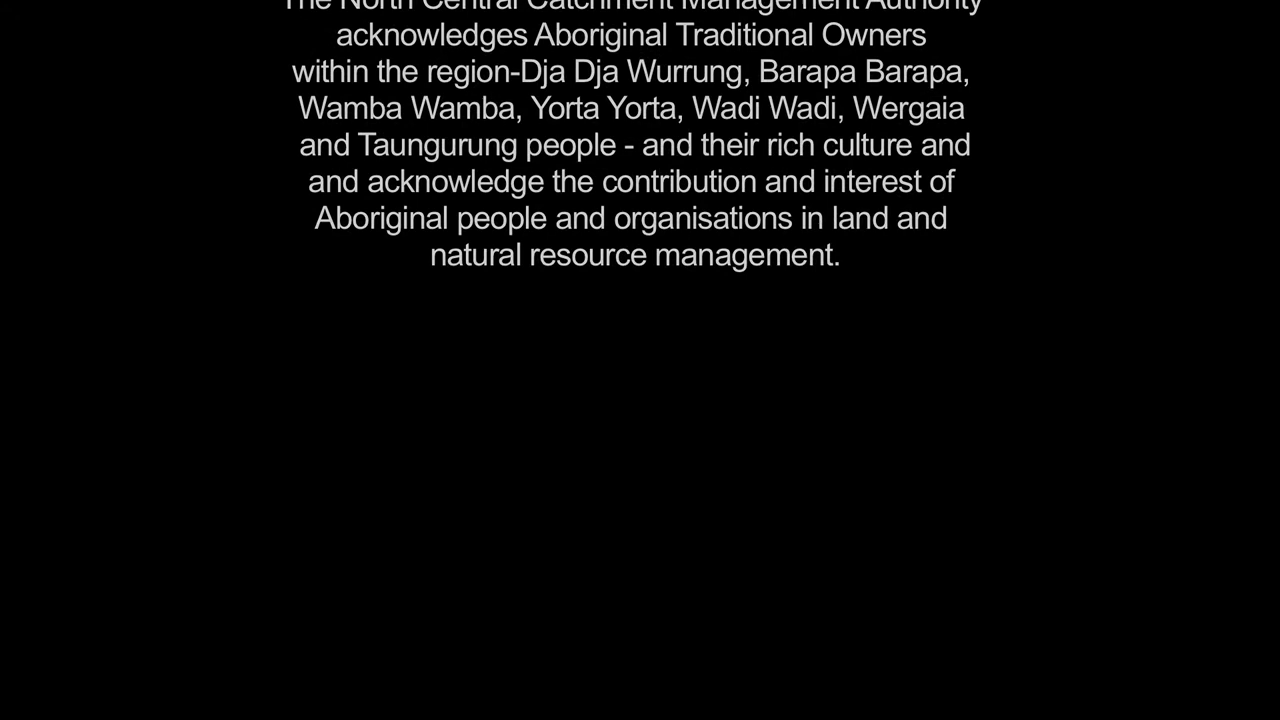 The North Central Catchment Management Authority
acknowledges Aboriginal Traditional Owners
within the region-Dja Dja Wurrung, Barapa Barapa,
Wamba Wamba, Yorta Yorta, Wadi Wadi, Wergaia
and Taungurung people - and their rich culture and
and acknowledge the contribution and interest of
Aboriginal people and organisations in land and
natural resource management.